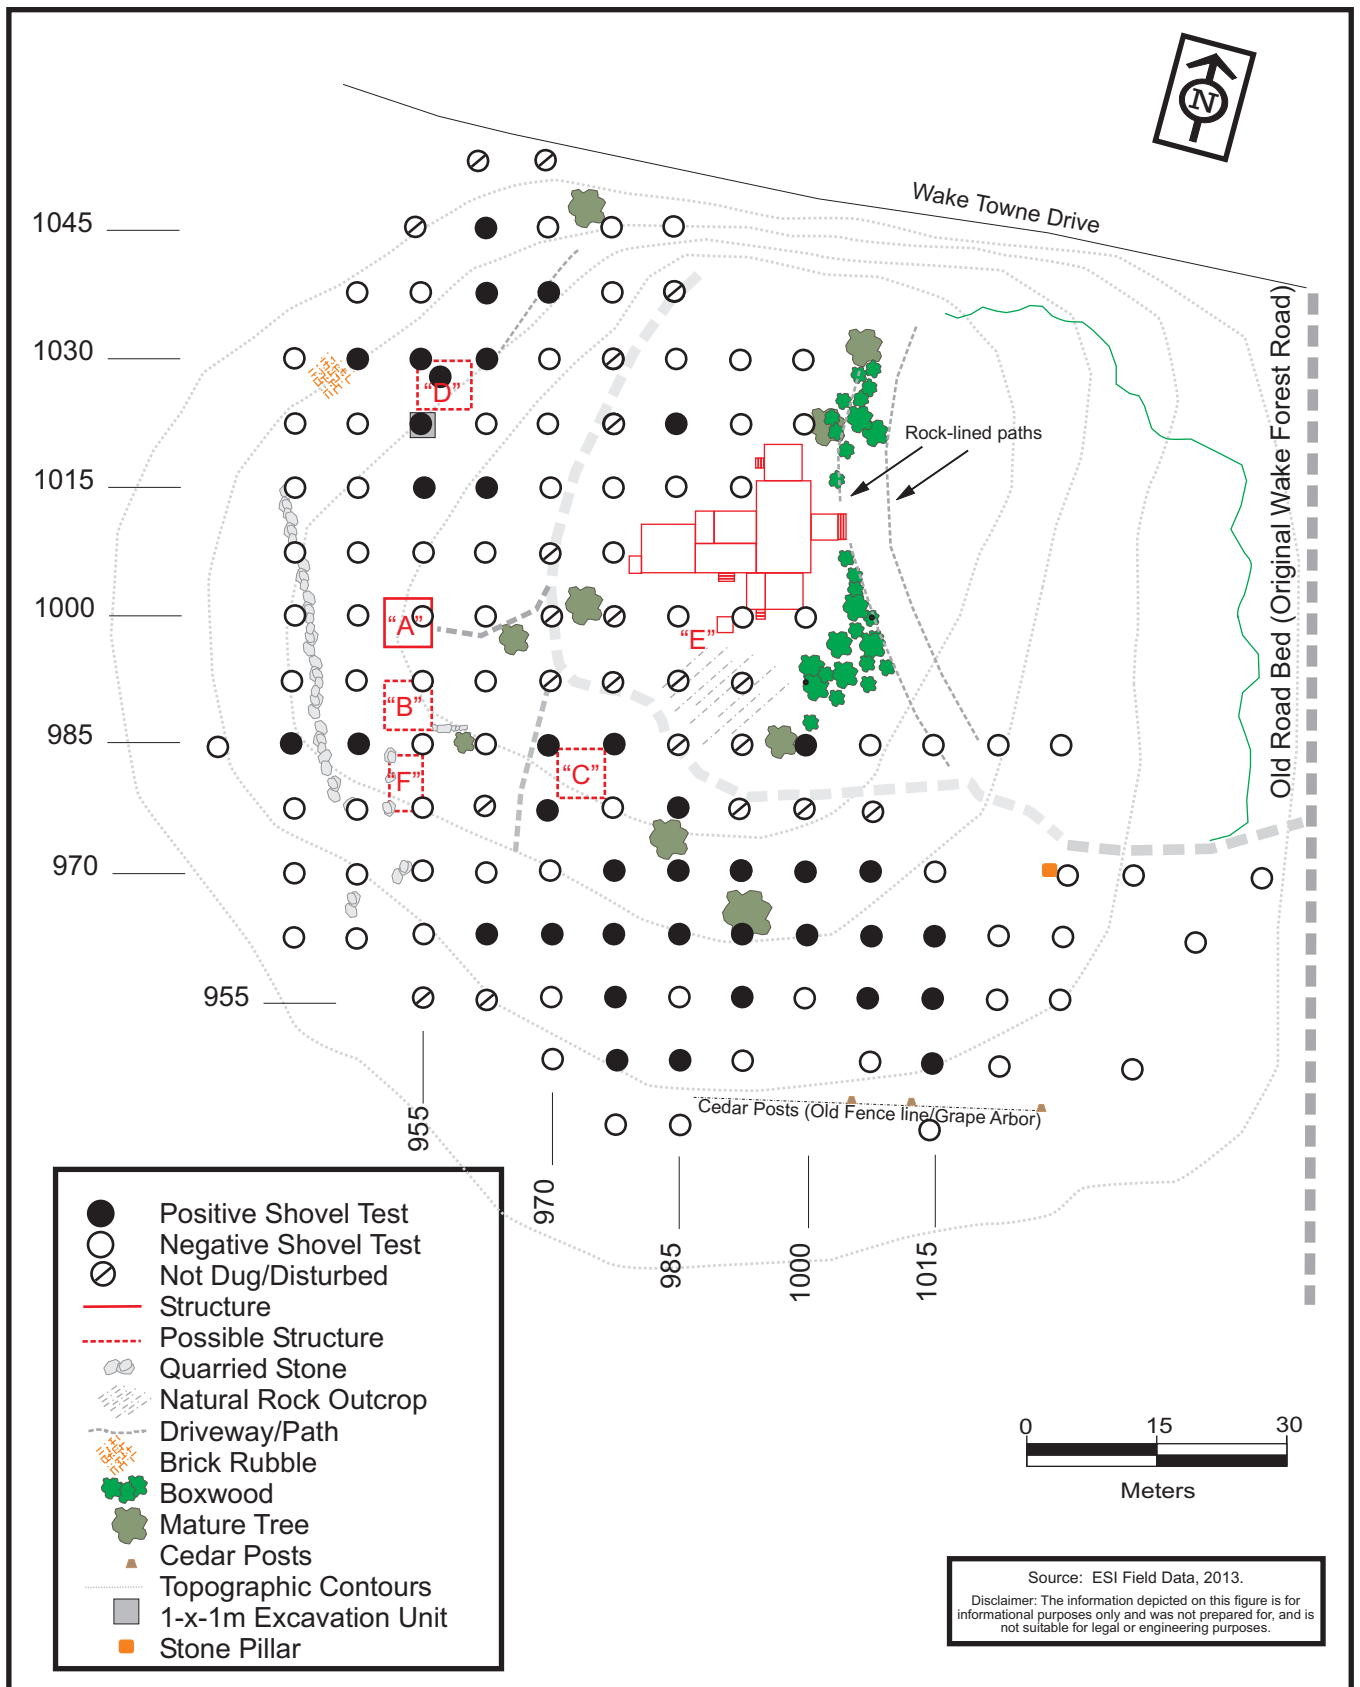 N
Wake Towne Drive
1045
Old Road Bed (Original Wake Forest Road)
1030
"D"
Rock-lined paths
1015
1000
"A"
"E"
"B"
985
"F"
"C"
970
955
Cedar Posts (Old Fence line/Grape Arbor)
955
970
985
1000
1015
Positive Shovel Test
Negative Shovel Test
Not Dug/Disturbed
Structure
Possible Structure
Quarried Stone
Natural Rock Outcrop
Driveway/Path
Brick Rubble
Boxwood
Mature Tree
Cedar Posts
Topographic Contours
1-x-1m Excavation Unit
Stone Pillar
0 15 30
Meters
Source: ESI Field Data, 2013.
Disclaimer: The information depicted on this figure is for
informational purposes only and was not prepared for, and is
not suitable for legal or engineering purposes.